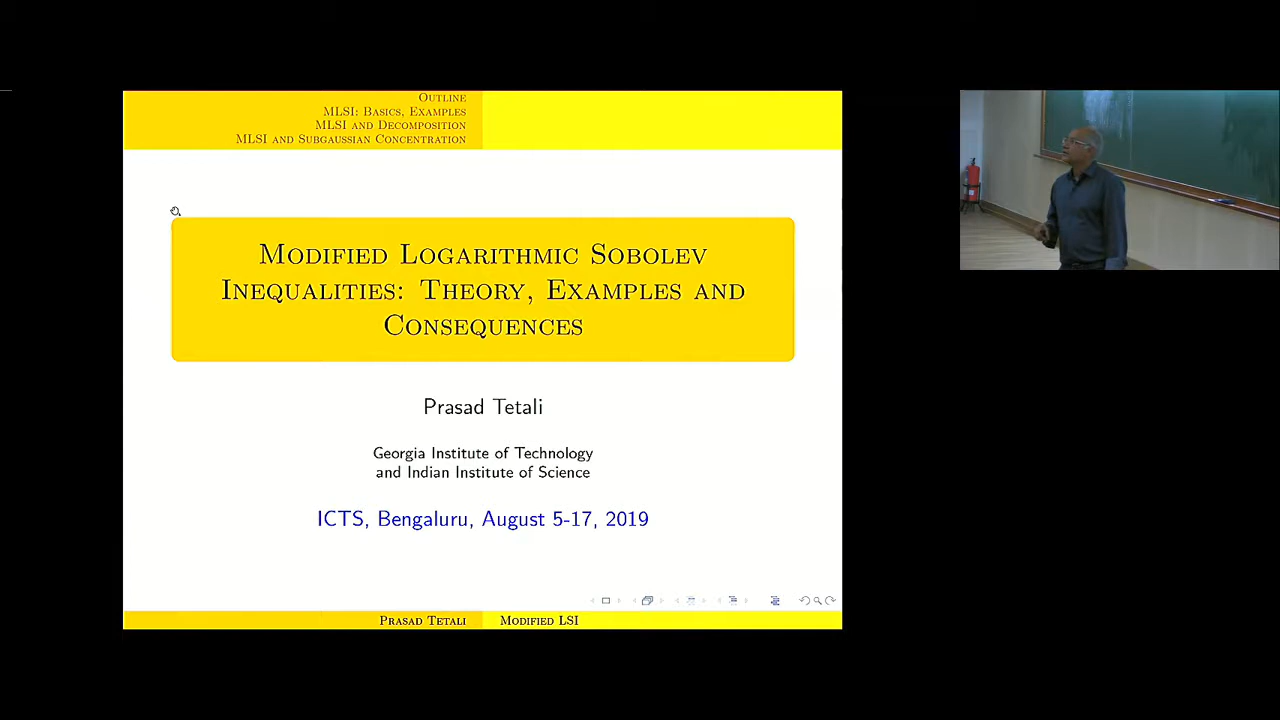 OUTLINE
MLSI: BASICS, EXAMPLES
MLSI AND DECOMPOSITION
MLSI AND SUBGAUSSIAN CONCENTRATION
MODIFIED LOGARITHMIC SOBOLEV
INEQUALITIES: THEORY, EXAMPLES AND
CONSEQUENCES
Prasad Tetali
Georgia Institute of Technology
and Indian Institute of Science
ICTS, Bengaluru, August 5-17, 2019
PRASAD TETALI
MODIFIED LSI